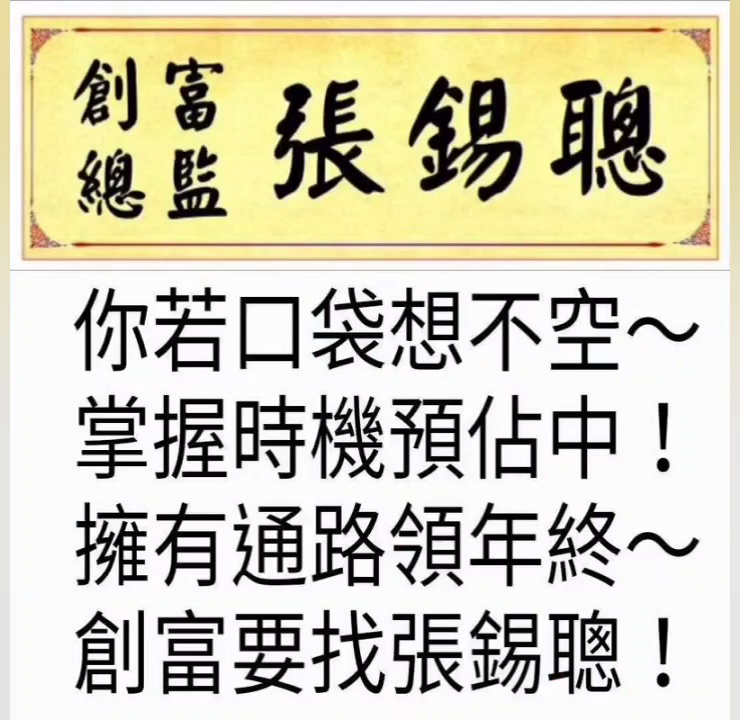 創富 張錫聰
總監
你若口袋想不空～
掌握時機預佔中！
擁有通路領年終～
創富要找張錫聰！